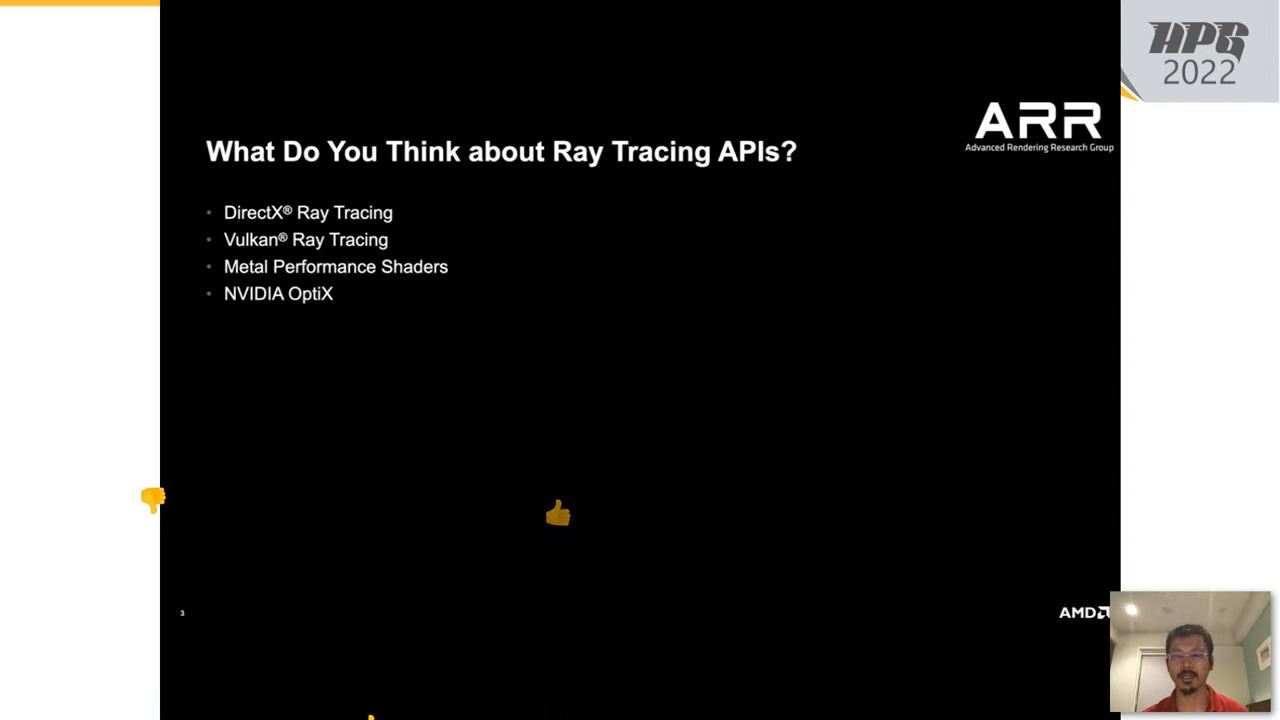 HPG
2022
ARR
Advanced Rendering Research Group
What Do You Think about Ray Tracing APIs?
• DirectX® Ray Tracing
• Vulkan® Ray Tracing
• Metal Performance Shaders
• NVIDIA OptiX
3
AMD